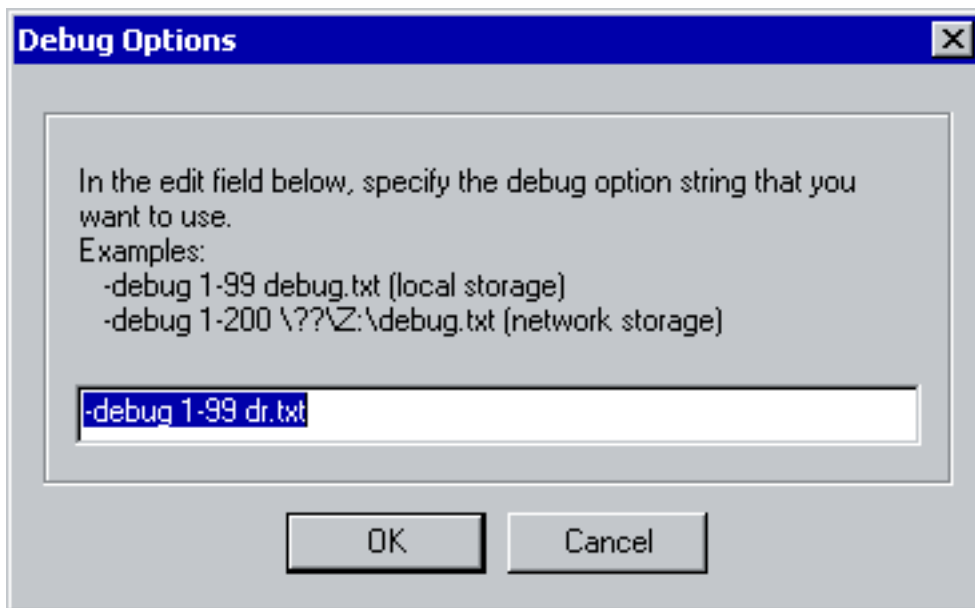 Debug Options
In the edit field below, specify the debug option string that you
want to use.
Examples:
-debug 1-99 debug.txt (local storage)
-debug 1-200 \??\Z:\debug.txt (network storage)
-debug 1-99 dr.txt
OK
Cancel